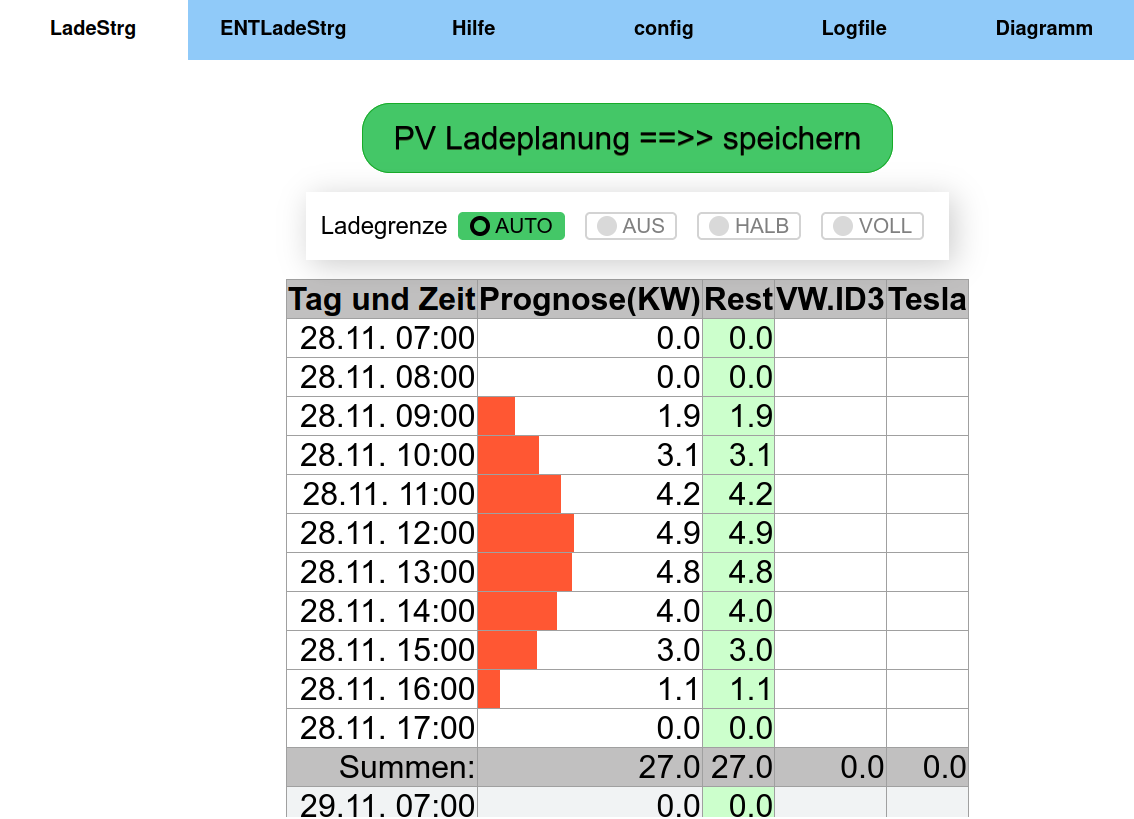 LadeStrg ENTLadeStrg Hilfe config Logfile Diagramm
PV Ladeplanung ==>> speichern
Ladegrenze AUTO AUS HALB VOLL
Tag und Zeit Prognose(KW) Rest VW.ID3 Tesla
28.11. 07:00 0.0 0.0
28.11. 08:00 0.0 0.0
28.11. 09:00 1.9 1.9
28.11. 10:00 3.1 3.1
28.11. 11:00 4.2 4.2
28.11. 12:00 4.9 4.9
28.11. 13:00 4.8 4.8
28.11. 14:00 4.0 4.0
28.11. 15:00 3.0 3.0
28.11. 16:00 1.1 1.1
28.11. 17:00 0.0 0.0
Summen: 27.0 27.0 0.0 0.0
29.11. 07:00 0.0 0.0